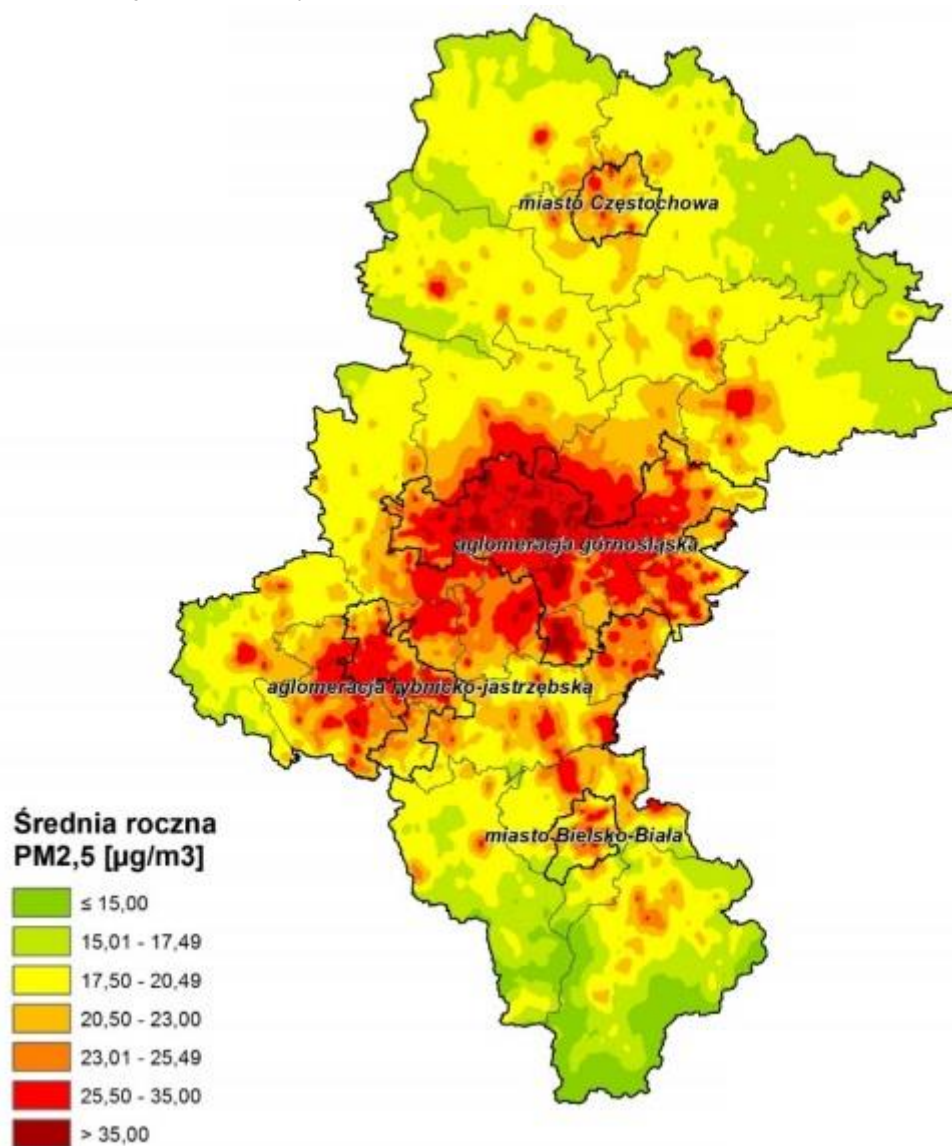 miasto Częstochowa
aglomeracja górnośląska
aglomeracja rybnicko-jastrzębska
miasto Bielsko-Biała
Średnia roczna
PM2,5 [µg/m3]
≤ 15,00
15,01 - 17,49
17,50 - 20,49
20,50 - 23,00
23,01 - 25,49
25,50 - 35,00
> 35,00